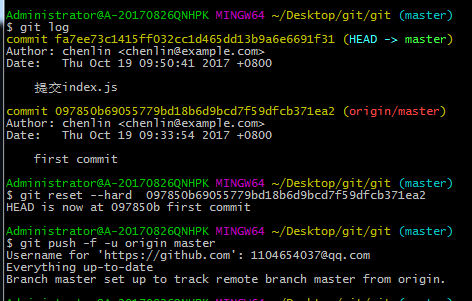 Administrator@A-20170826QNHPK MINGW64 ~/Desktop/git/git (master)
$ git log
commit fa7ee73c1415ff032cc1d465dd13b9a6e6691f31 (HEAD -> master)
Author: chenlin <chenlin@example.com>
Date:   Thu Oct 19 09:50:41 2017 +0800
提交index.js
commit 097850b69055779bd18b6d9bcd7f59dfcb371ea2 (origin/master)
Author: chenlin <chenlin@example.com>
Date:   Thu Oct 19 09:33:54 2017 +0800
first commit
Administrator@A-20170826QNHPK MINGW64 ~/Desktop/git/git (master)
$ git reset --hard  097850b69055779bd18b6d9bcd7f59dfcb371ea2
HEAD is now at 097850b first commit
Administrator@A-20170826QNHPK MINGW64 ~/Desktop/git/git (master)
$ git push -f -u origin master
Username for 'https://github.com': 1104654037@qq.com
Everything up-to-date
Branch master set up to track remote branch master from origin.